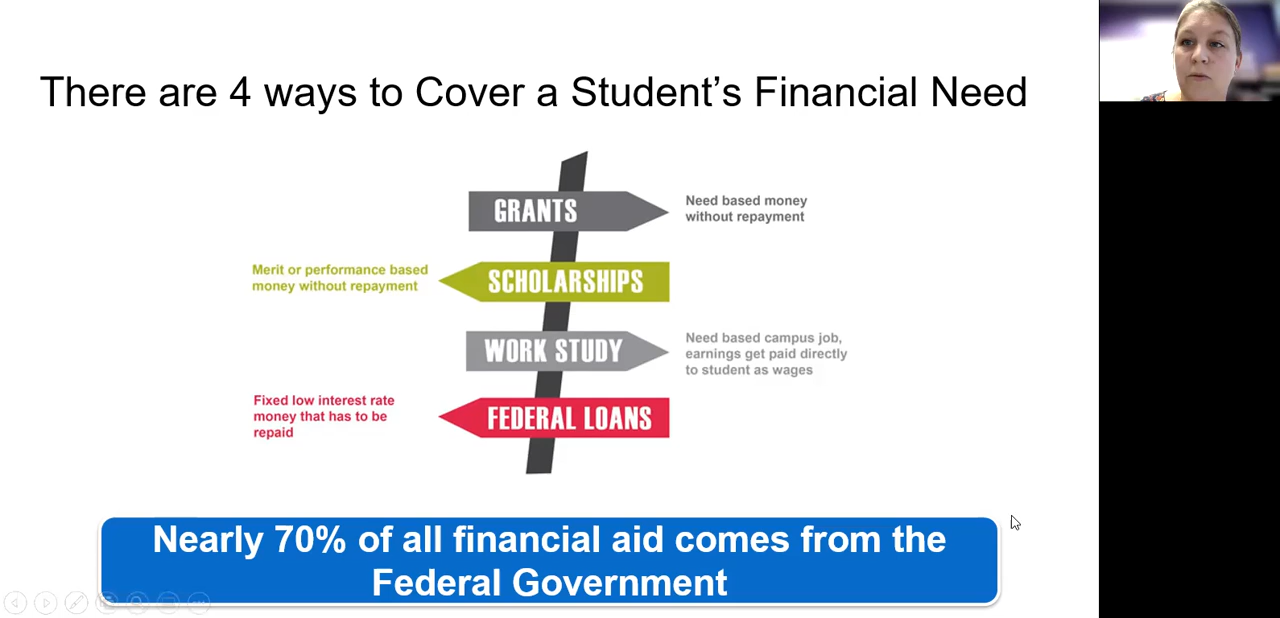 There are 4 ways to Cover a Student's Financial Need
GRANTS
Need based money
without repayment
Merit or performance based
money without repayment
SCHOLARSHIPS
WORK STUDY
Need based campus job,
earnings get paid directly
to student as wages
Fixed low interest rate
money that has to be
repaid
FEDERAL LOANS
Nearly 70% of all financial aid comes from the
Federal Government